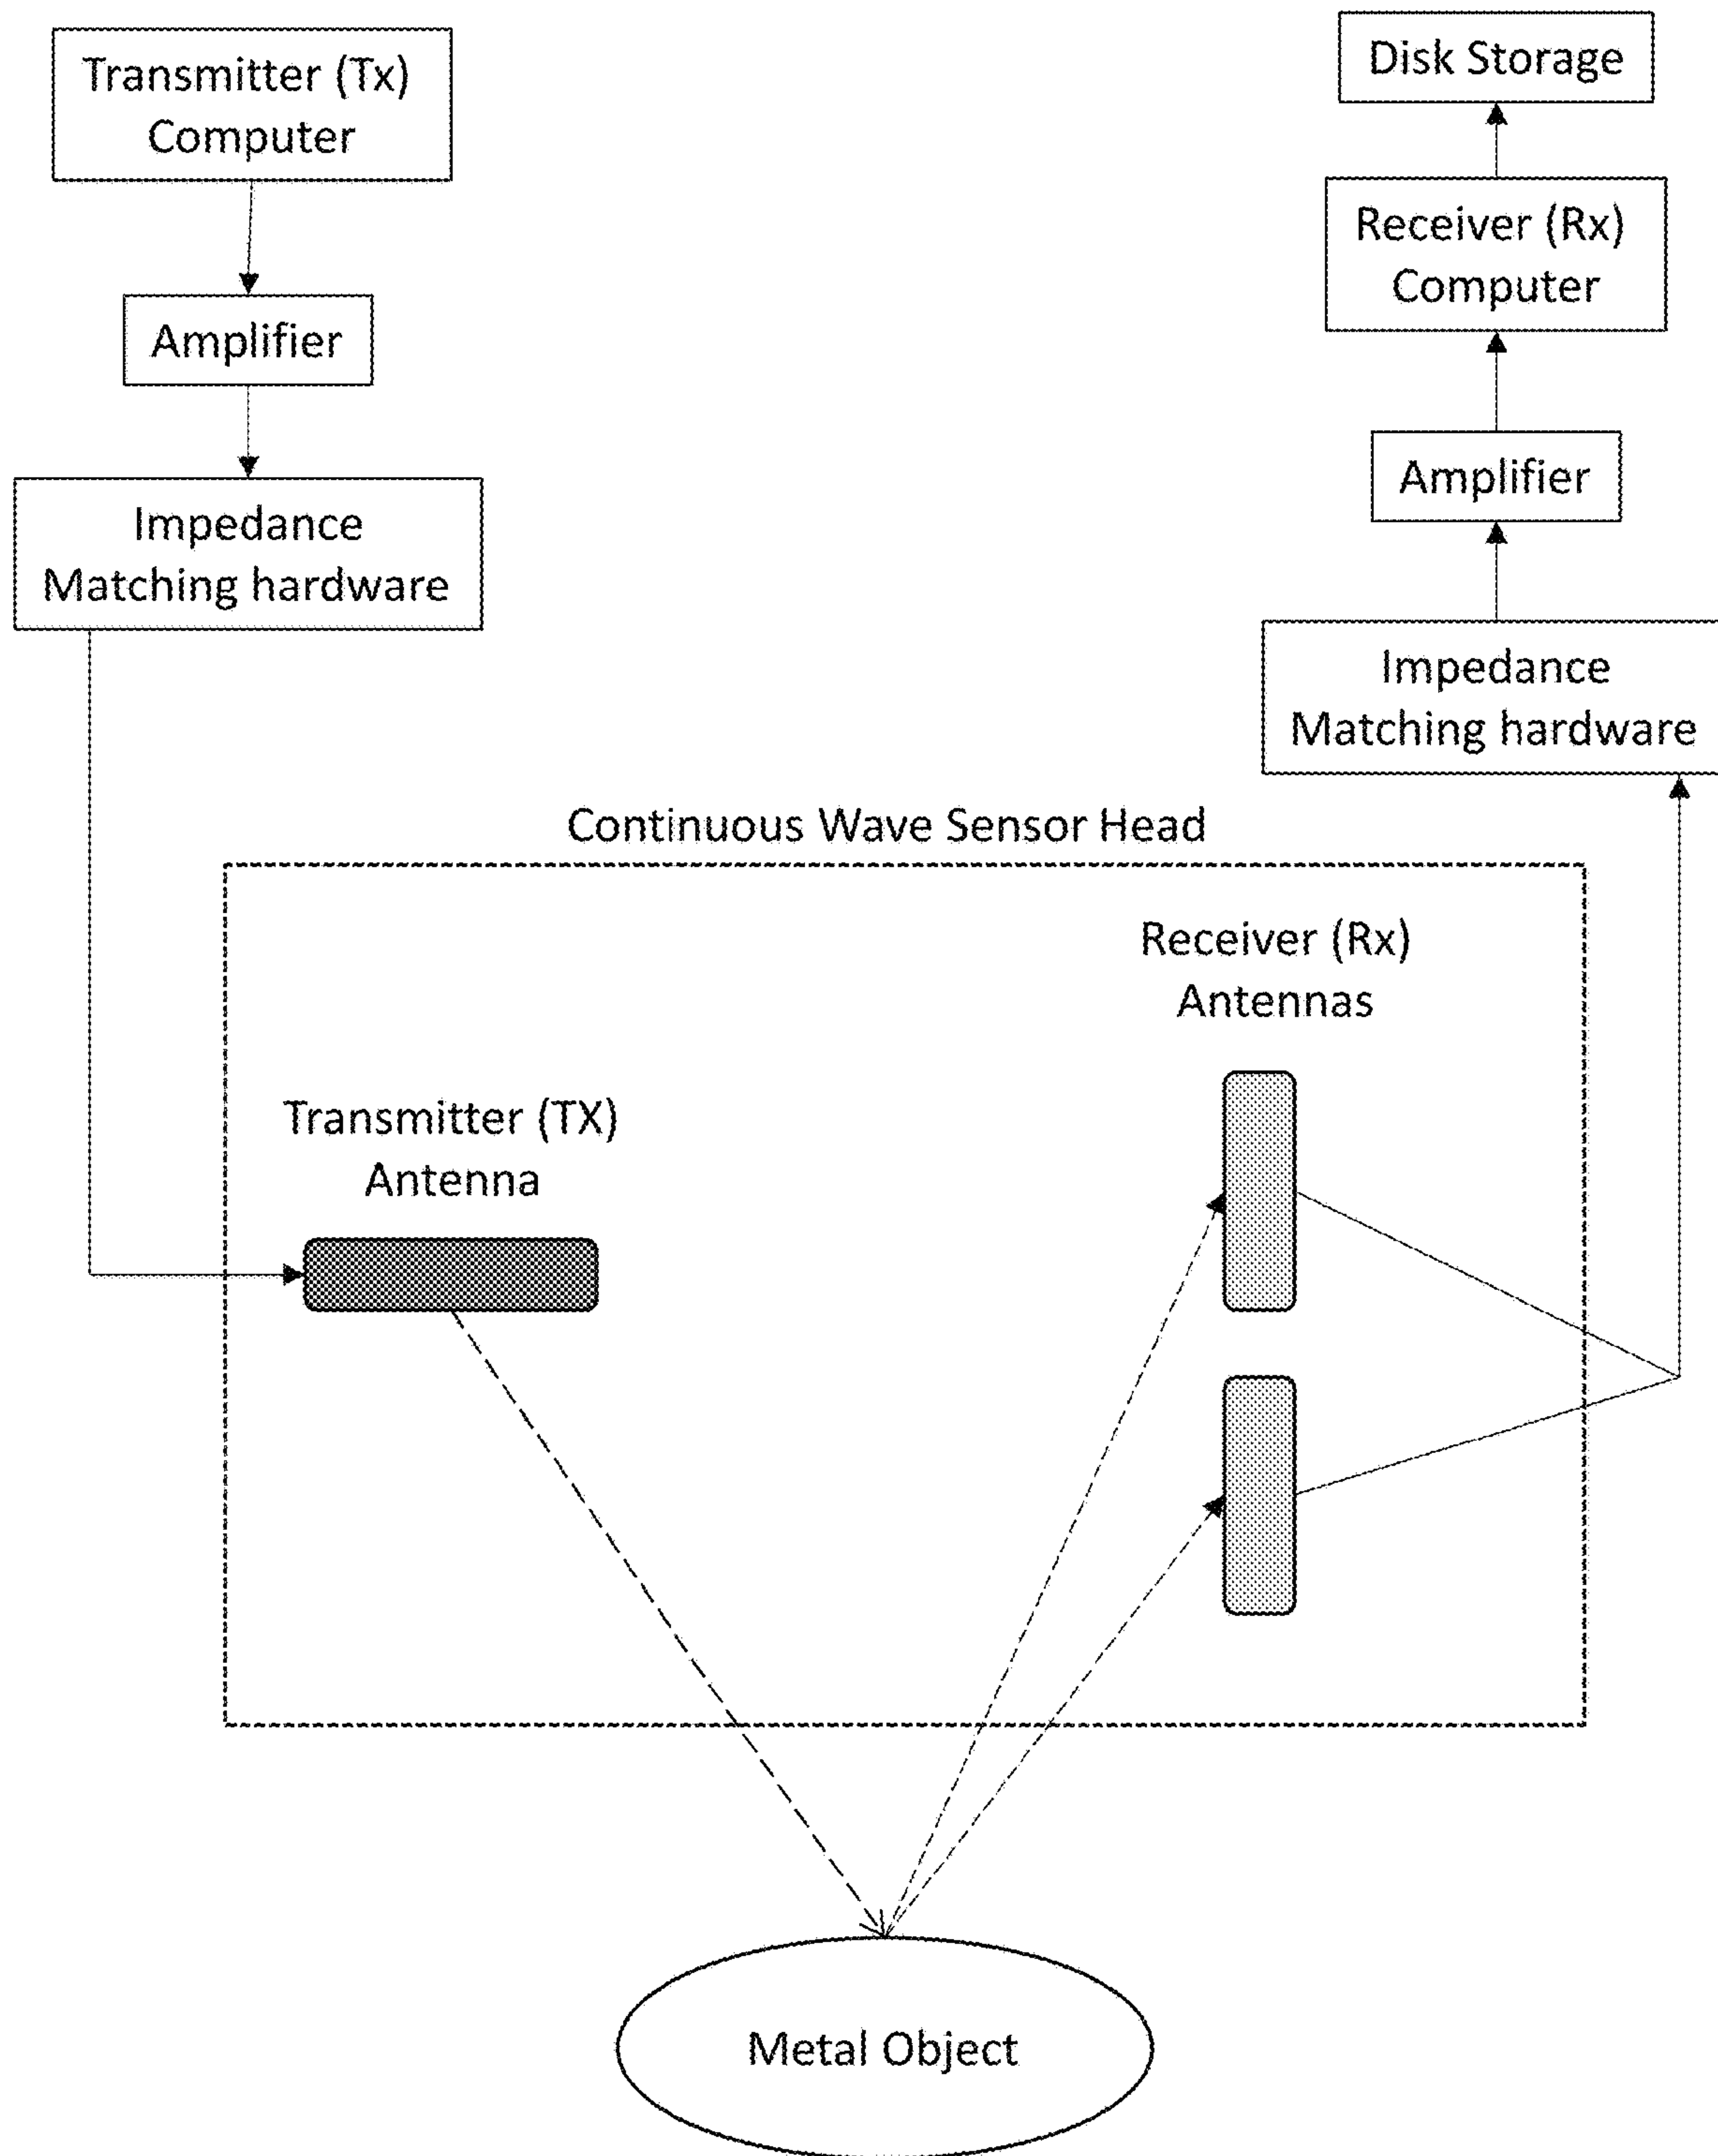 Transmitter (Tx)
Computer
Amplifier
Impedance
Matching hardware
Disk Storage
Receiver (Rx)
Computer
Amplifier
Impedance
Matching hardware
Continuous Wave Sensor Head
Receiver (Rx)
Antennas
Transmitter (TX)
Antenna
Metal Object